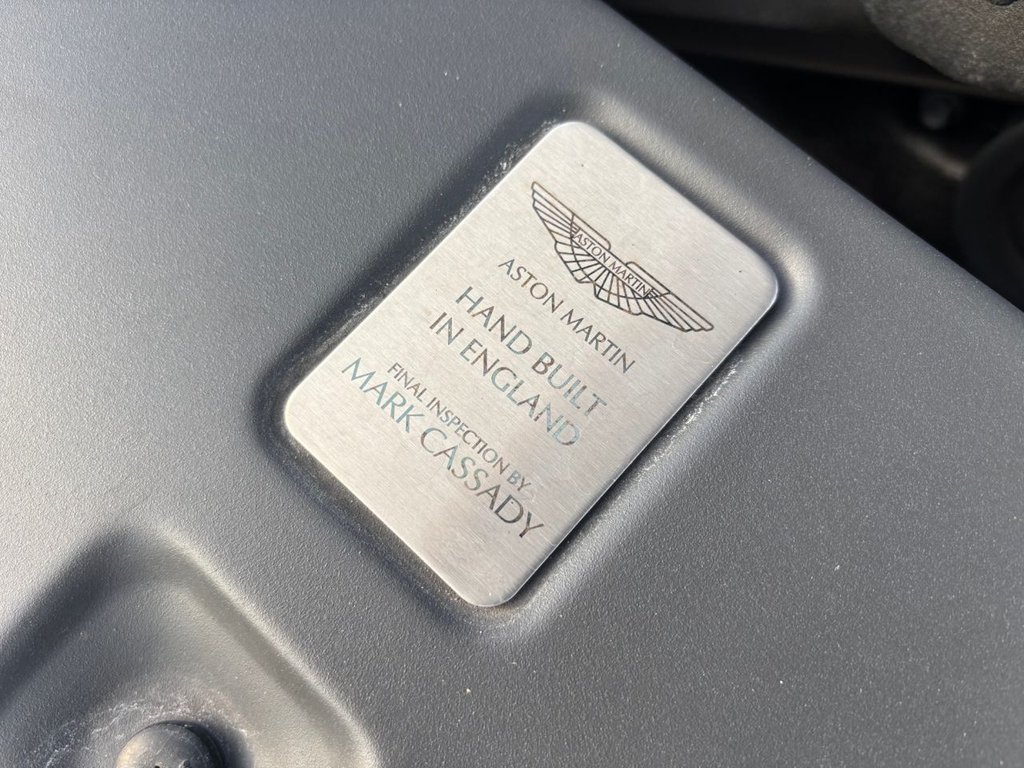 ASTON MARTIN
ASTON MARTIN
HAND BUILT
IN ENGLAND
FINAL INSPECTION BY
MARK CASSADY